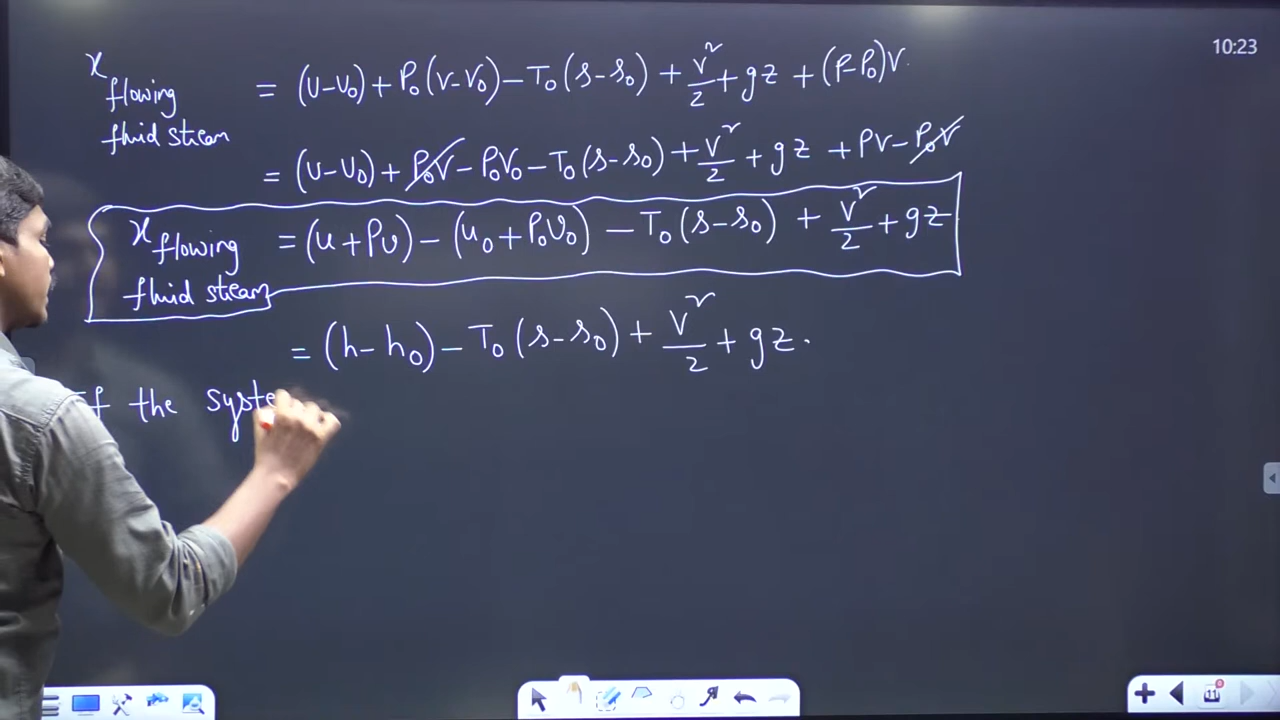 10:23
x flowing fluid stream = (u-u₀) + P₀(v-v₀) - T₀(s-s₀) + V²/2 + gz + (P-P₀)v
= (u-u₀) + P₀v - P₀v₀ - T₀(s-s₀) + V²/2 + gz + Pv - P₀v
x flowing fluid stream = (u+Pv) - (u₀+P₀v₀) - T₀(s-s₀) + V²/2 + gz
= (h-h₀) - T₀(s-s₀) + V²/2 + gz.
If the syste
11